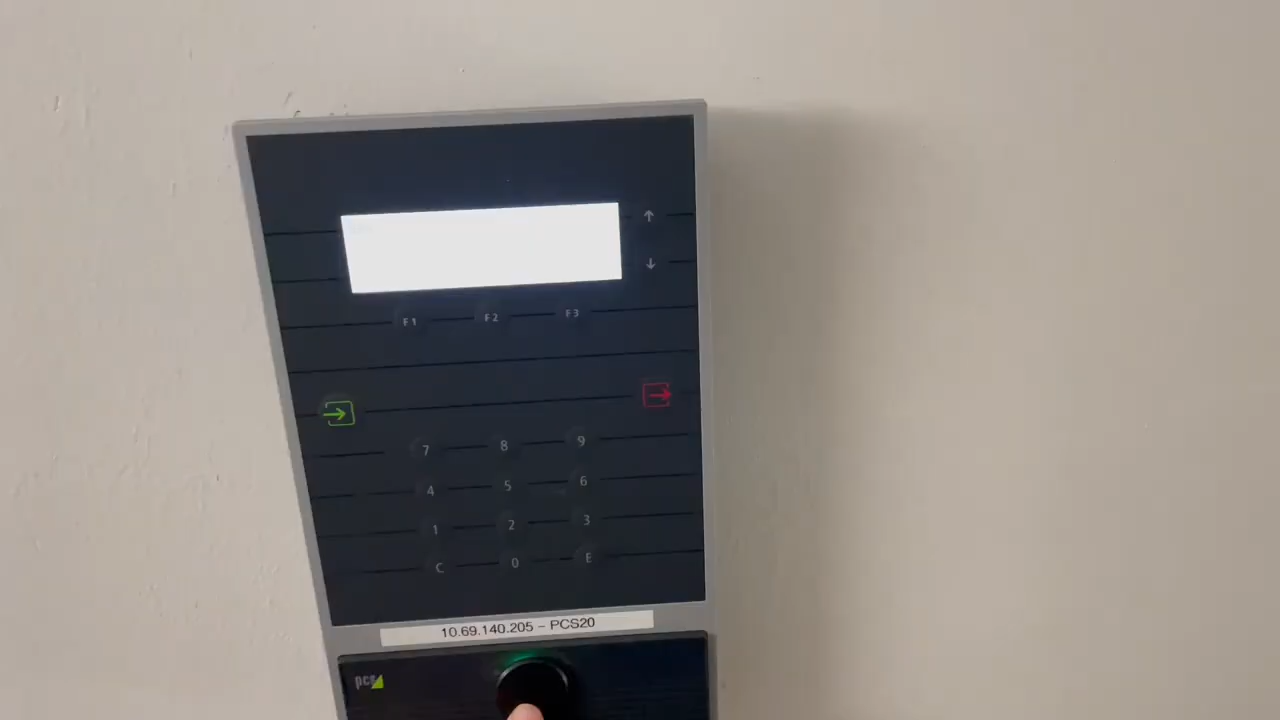 F1 F2 F3
7 8 9
4 5 6
1 2 3
C 0 E
10.69.140.205 – PCS20
pcs